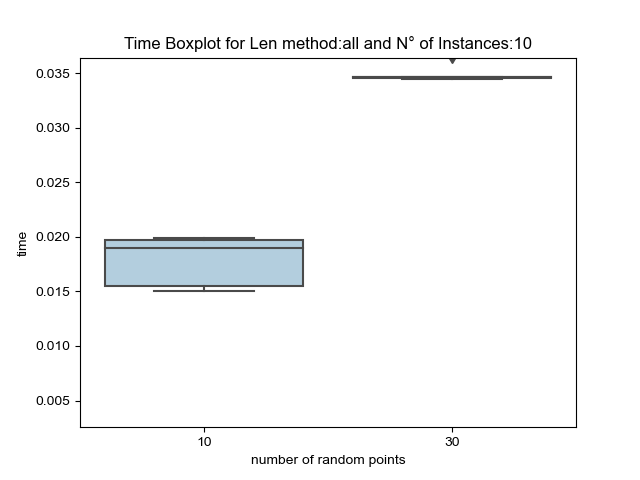 Time Boxplot for Len method:all and N° of Instances:10
0.035
0.030
0.025
0.020
0.015
0.010
0.005
time
10 30
number of random points